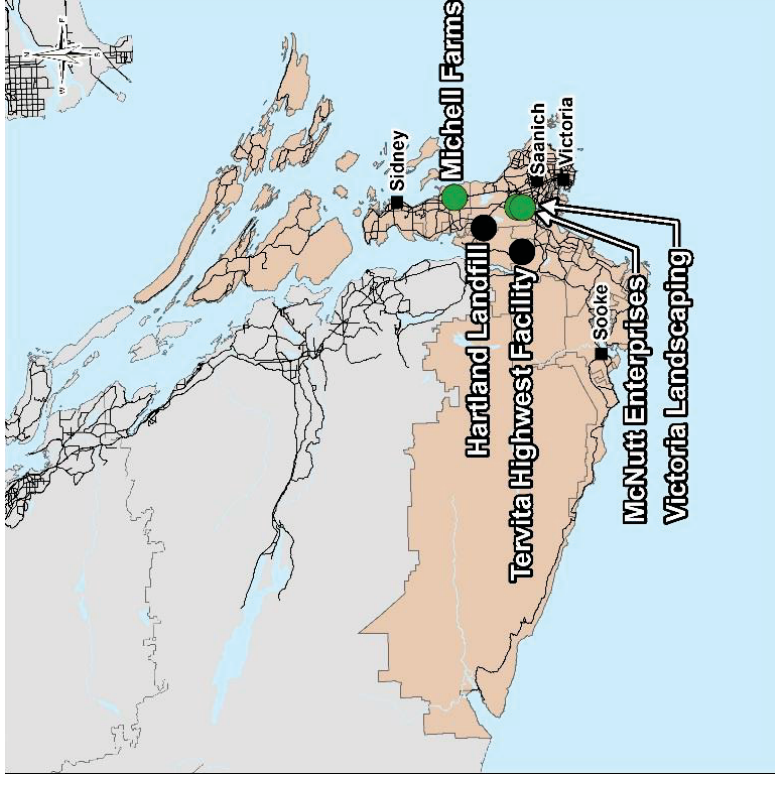 N
E
S
W
Sidney
Michell Farms
Saanich
Victoria
Hartland Landfill
Tervita Highwest Facility
Sooke
McNutt Enterprises
Victoria Landscaping